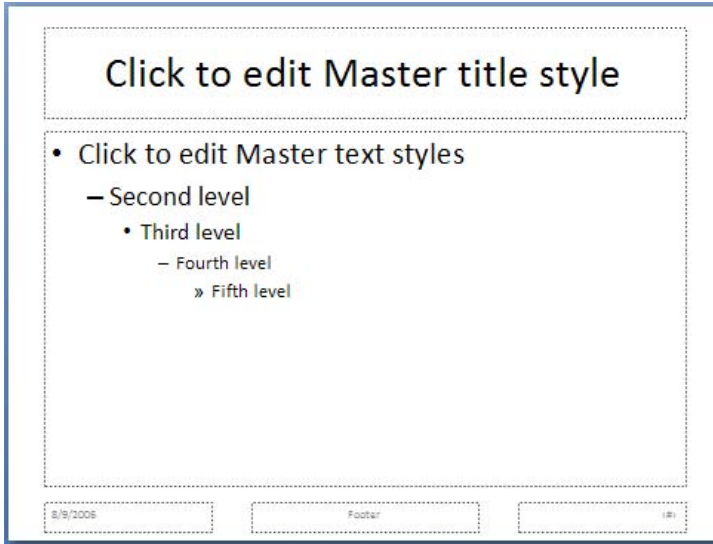 Click to edit Master title style
• Click to edit Master text styles
– Second level
• Third level
– Fourth level
» Fifth level
8/9/2006 Footer ‹#›